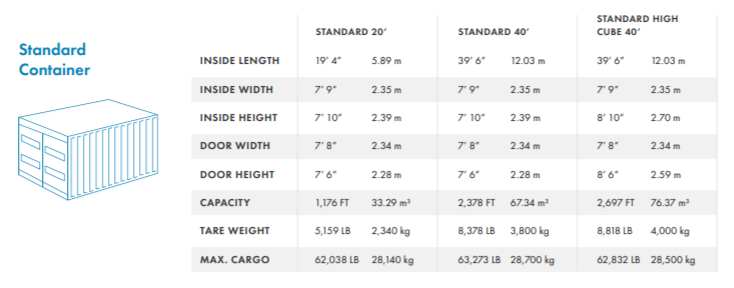 Standard
Container
STANDARD 20′ STANDARD 40′ STANDARD HIGH
CUBE 40′
INSIDE LENGTH 19′ 4″ 5.89 m 39′ 6″ 12.03 m 39′ 6″ 12.03 m
INSIDE WIDTH 7′ 9″ 2.35 m 7′ 9″ 2.35 m 7′ 9″ 2.35 m
INSIDE HEIGHT 7′ 10″ 2.39 m 7′ 10″ 2.39 m 8′ 10″ 2.70 m
DOOR WIDTH 7′ 8″ 2.34 m 7′ 8″ 2.34 m 7′ 8″ 2.34 m
DOOR HEIGHT 7′ 6″ 2.28 m 7′ 6″ 2.28 m 8′ 6″ 2.59 m
CAPACITY 1,176 FT 33.29 m³ 2,378 FT 67.34 m³ 2,697 FT 76.37 m³
TARE WEIGHT 5,159 LB 2,340 kg 8,378 LB 3,800 kg 8,818 LB 4,000 kg
MAX. CARGO 62,038 LB 28,140 kg 63,273 LB 28,700 kg 62,832 LB 28,500 kg